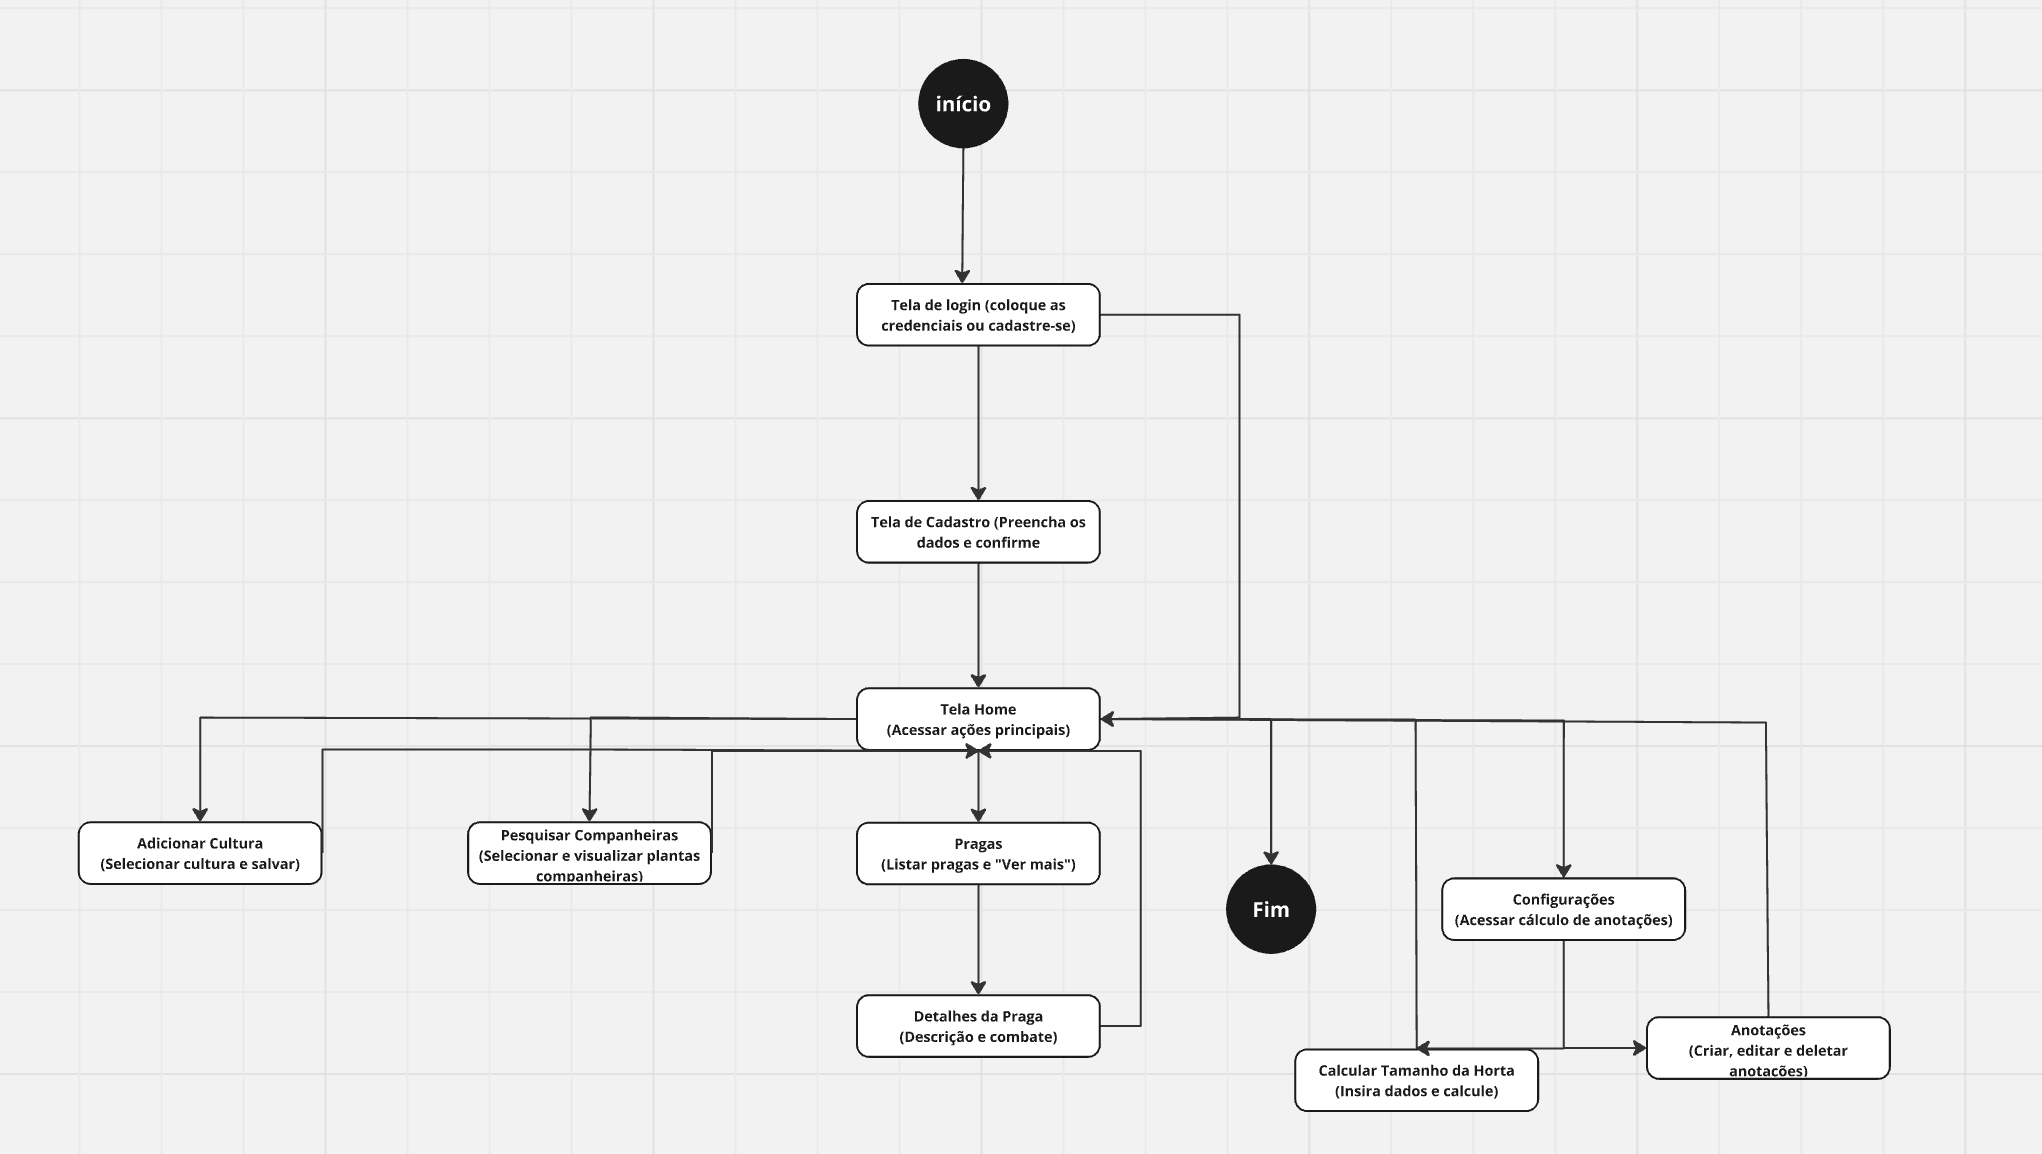 início
Tela de login (coloque as
credenciais ou cadastre-se)
Tela de Cadastro (Preencha os
dados e confirme
Tela Home
(Acessar ações principais)
Adicionar Cultura
(Selecionar cultura e salvar)
Pesquisar Companheiras
(Selecionar e visualizar plantas
companheiras)
Pragas
(Listar pragas e "Ver mais")
Fim
Configurações
(Acessar cálculo de anotações)
Detalhes da Praga
(Descrição e combate)
Calcular Tamanho da Horta
(Insira dados e calcule)
Anotações
(Criar, editar e deletar
anotações)